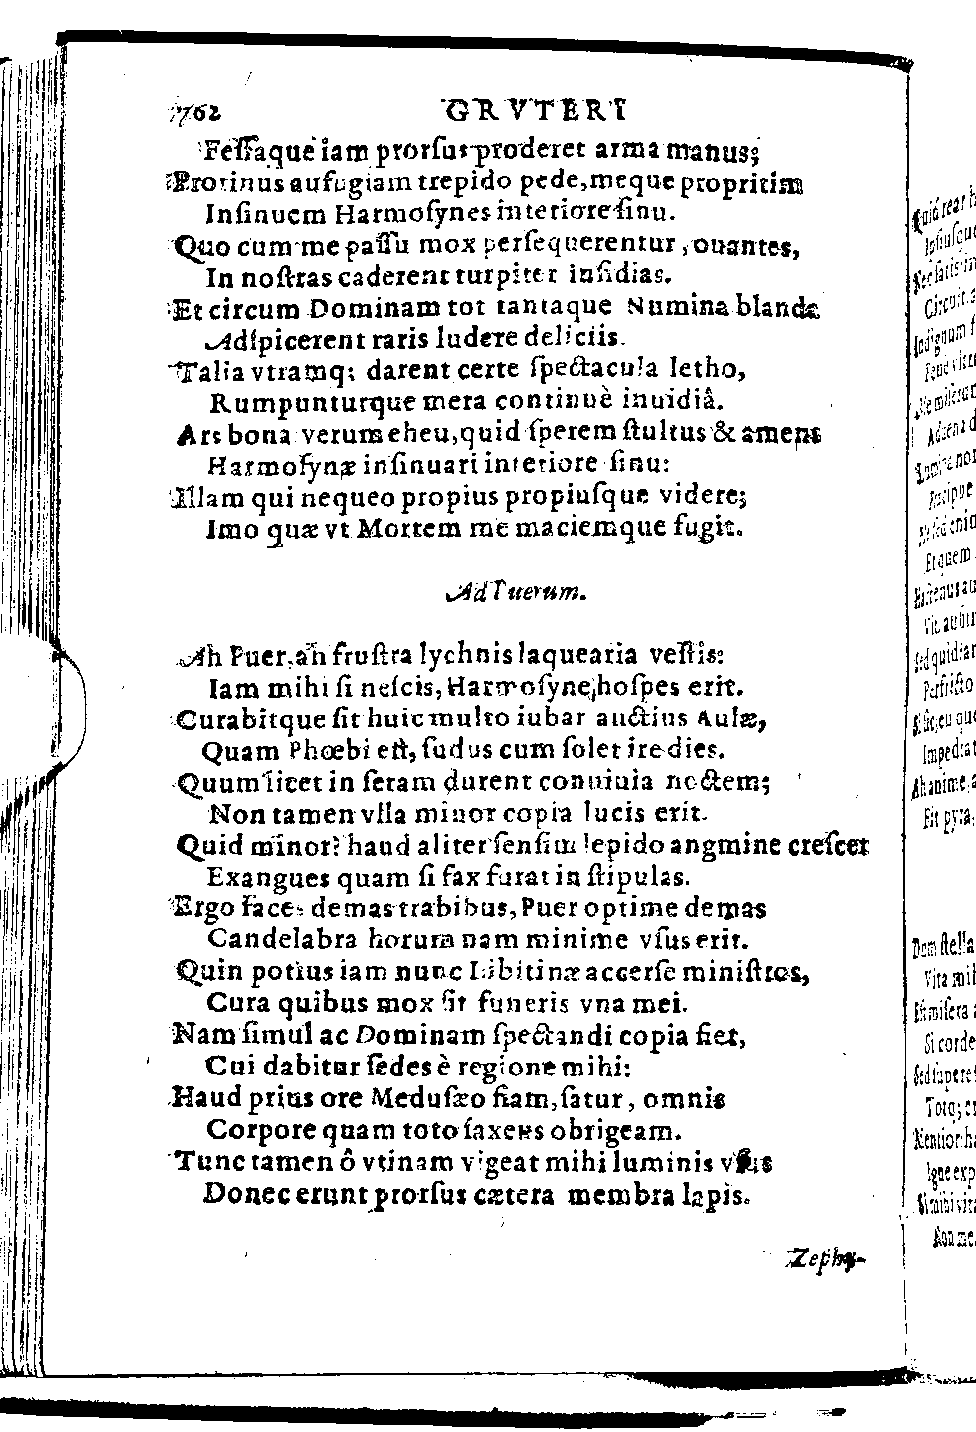 762 GRVTERI
Feſſaque iam prorſus proderet arma manus;
Protinus aufugiam trepido pede, meque propritim
Inſinuem Harmoſynes interiore ſinu.
Quo cum me paſſu mox perſequerentur, ouantes,
In noſtras caderent turpiter inſidias.
Et circum Dominam tot tantaque Numina blande
Adſpicerent raris ludere deliciis.
Talia vtramq; darent certe ſpectacula letho,
Rumpunturque mera continuè inuidiâ.
Ars bona verum eheu, quid ſperem ſtultus & amens
Harmoſynæ inſinuari interiore ſinu:
Illam qui nequeo propius propiuſque videre;
Imo quæ vt Mortem me maciemque fugit.
Ad Puerum.
Ah Puer, ah fruſtra lychnis laquearia veſtis:
Iam mihi ſi neſcis, Harmoſyne hoſpes erit.
Curabitque ſit huic multo iubar auctius Aulæ,
Quam Phœbi eſt, ſudus cum ſolet ire dies.
Quum licet in ſeram durent conuiuia noctem;
Non tamen vlla minor copia lucis erit.
Quid minor? haud aliter ſenſim lepido angmine creſcet
Exangues quam ſi fax furat in ſtipulas.
Ergo faces demas trabibus, Puer optime demas
Candelabra horum nam minime vſus erit.
Quin potius iam nunc Libitinæ accerſe miniſtros,
Cura quibus mox ſit funeris vna mei.
Nam ſimul ac Dominam ſpectandi copia fiet,
Cui dabitur ſedes è regione mihi:
Haud prius ore Meduſæo fiam, ſatur, omnis
Corpore quam toto ſaxeus obrigeam.
Tunc tamen ô vtinam vigeat mihi luminis vſus
Donec erunt prorſus cætera membra lapis.
Zephy-